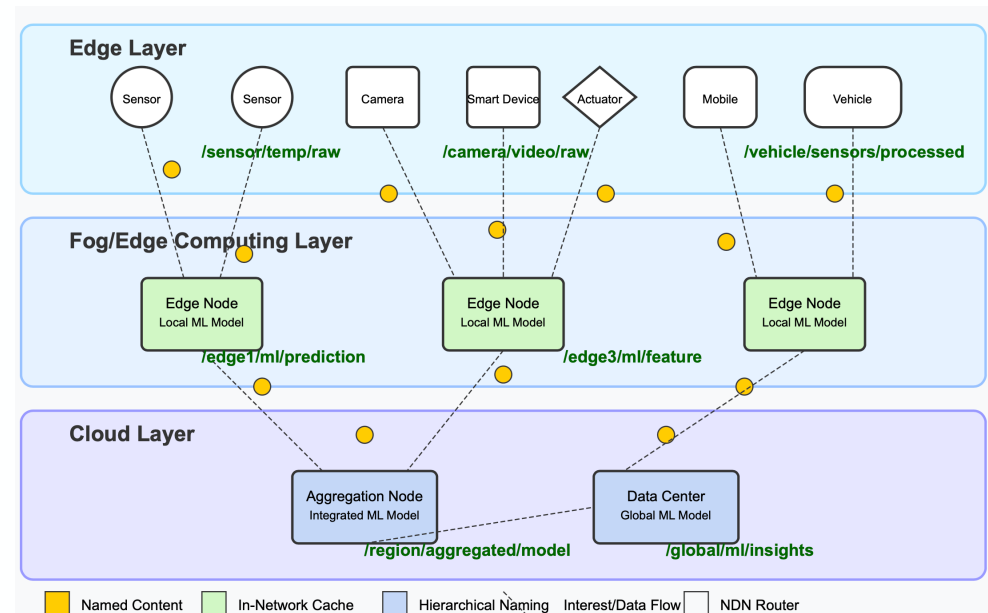 Edge Layer
Sensor
Sensor
Camera
Smart Device
Actuator
Mobile
Vehicle
/sensor/temp/raw
/camera/video/raw
/vehicle/sensors/processed
Fog/Edge Computing Layer
Edge Node
Local ML Model
Edge Node
Local ML Model
Edge Node
Local ML Model
/edge1/ml/prediction
/edge3/ml/feature
Cloud Layer
Aggregation Node
Integrated ML Model
Data Center
Global ML Model
/region/aggregated/model
/global/ml/insights
Named Content
In-Network Cache
Hierarchical Naming
Interest/Data Flow
NDN Router